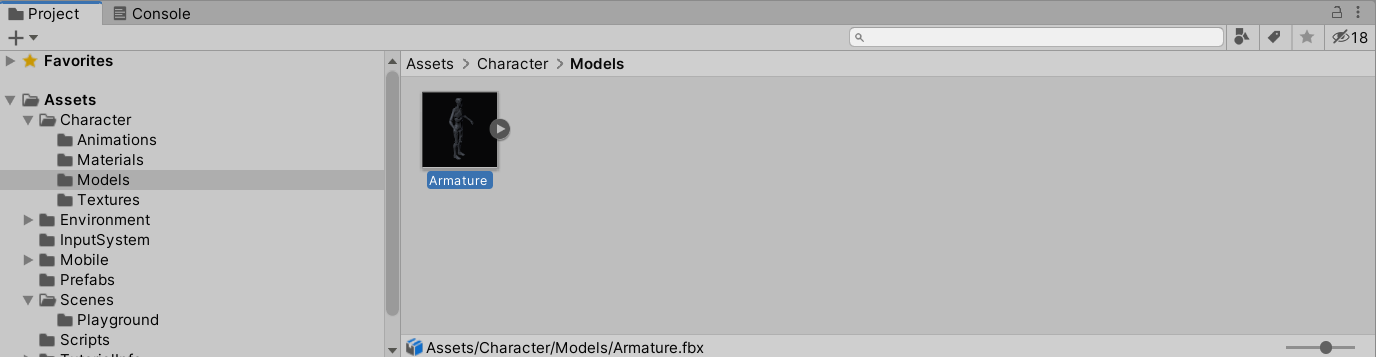 Project
Console
18
Favorites
Assets > Character > Models
Assets
Character
Animations
Materials
Models
Armature
Textures
Environment
InputSystem
Mobile
Prefabs
Scenes
Playground
Scripts
TutorialInfo
Assets/Character/Models/Armature.fbx